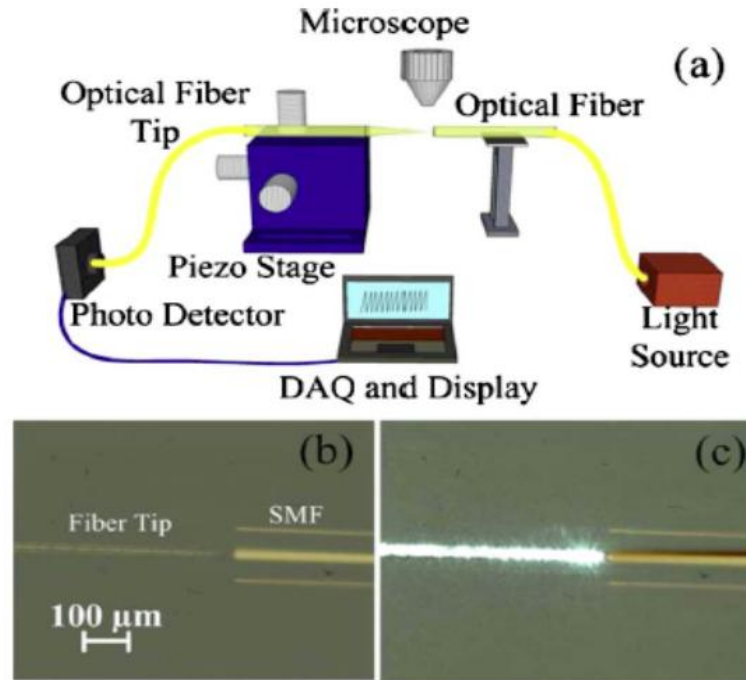 Microscope
(a)
Optical Fiber
Tip
Optical Fiber
Piezo Stage
Photo Detector
Light
Source
DAQ and Display
(b)
(c)
Fiber Tip
SMF
100 μm